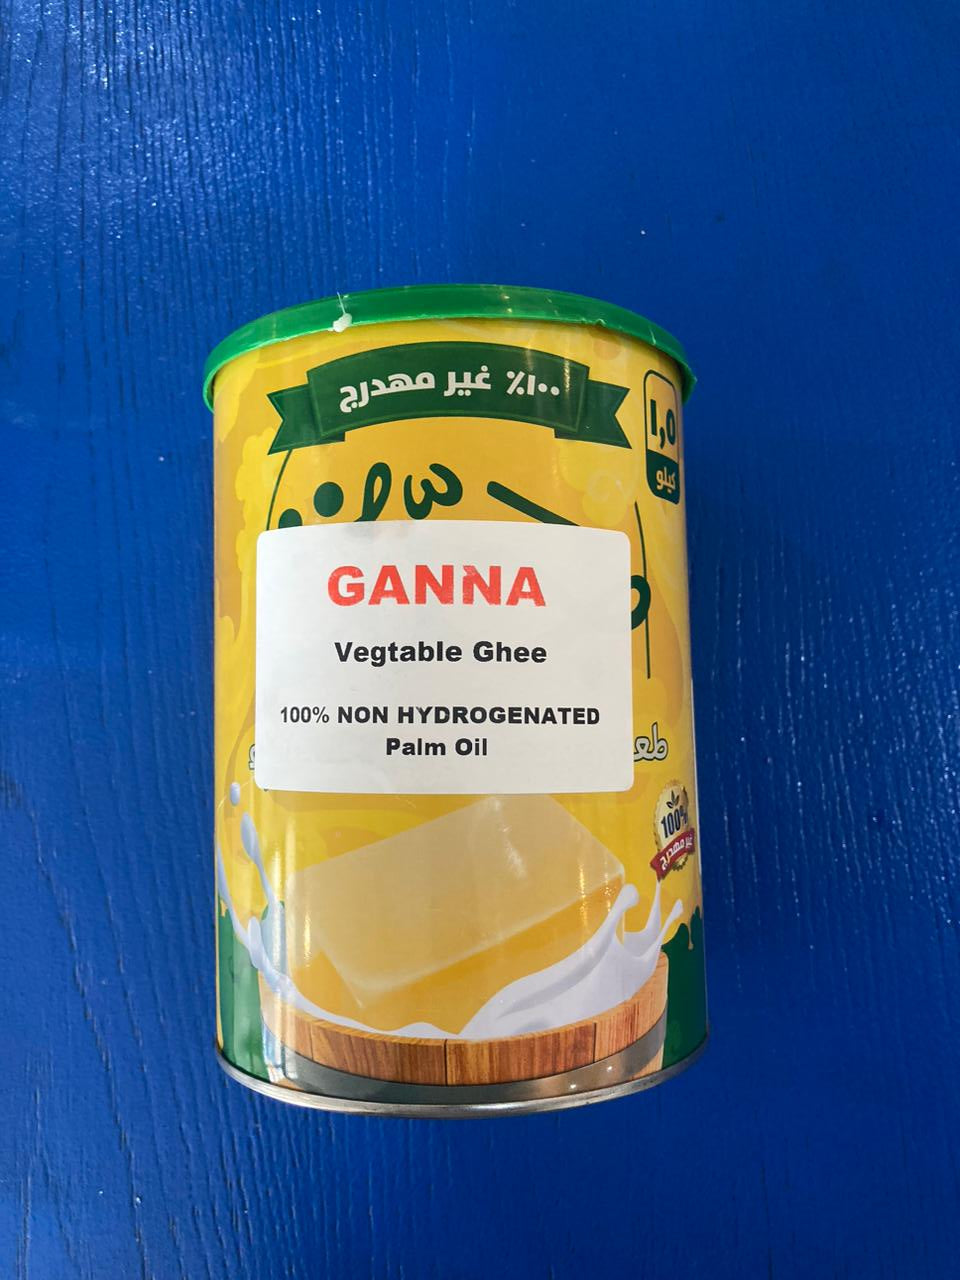 ١٠٠٪ غير مهدرج
١,٥
كيلو
GANNA
Vegtable Ghee
100% NON HYDROGENATED
Palm Oil
100%
غير مهدرج